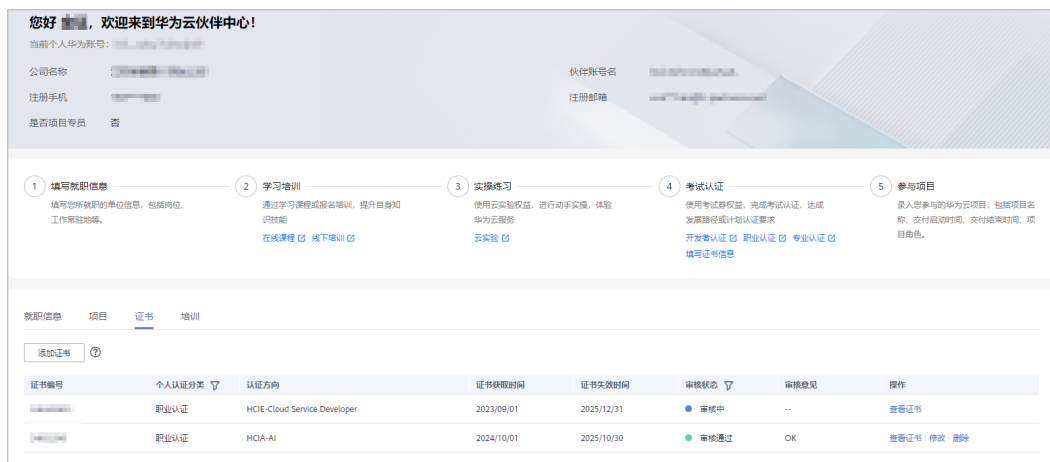 您好 ，欢迎来到华为云伙伴中心！
当前个人华为账号：
公司名称
伙伴账号名
注册手机
注册邮箱
是否项目专员 否
1 填写就职信息
填写您所就职的单位信息，包括岗位、
工作常驻地等。
2 学习培训
通过学习课程或报名培训，提升自身知
识技能
在线课程 线下培训
3 实操练习
使用云实验权益，进行动手实操，体验
华为云服务
云实验
4 考试认证
使用考试券权益，完成考试认证，达成
发展路径或计划认证要求
开发者认证 职业认证 专业认证
填写证书信息
5 参与项目
录入您参与的华为云项目，包括项目名
称、交付启动时间、交付结束时间、项
目角色。
就职信息 项目 证书 培训
添加证书 ?
证书编号 个人认证分类 认证方向 证书获取时间 证书失效时间 审核状态 审核意见 操作
职业认证 HCIE-Cloud Service Developer 2023/09/01 2025/12/31 审核中 -- 查看证书
职业认证 HCIA-AI 2024/10/01 2025/10/30 审核通过 OK 查看证书 | 修改 | 删除